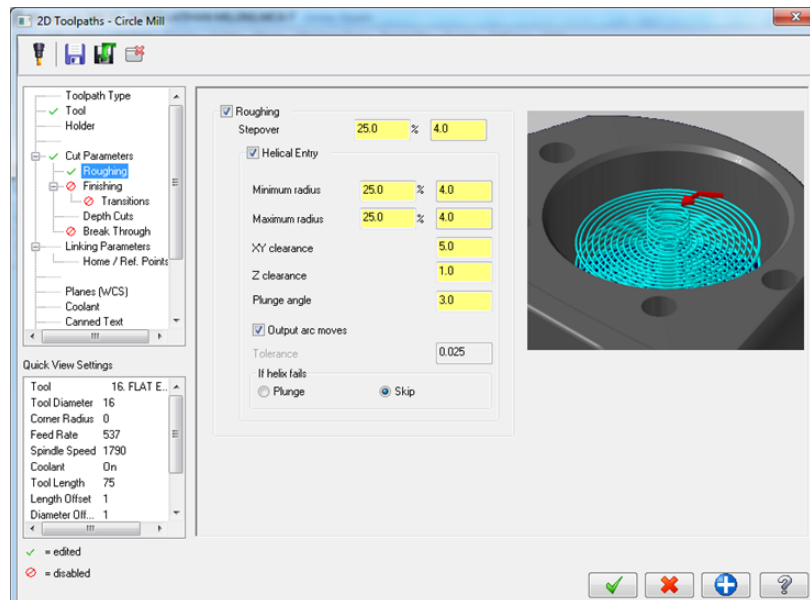 2D Toolpaths - Circle Mill
Toolpath Type
Tool
Holder
Cut Parameters
Roughing
Finishing
Transitions
Depth Cuts
Break Through
Linking Parameters
Home / Ref. Points
Planes (WCS)
Coolant
Canned Text
Quick View Settings
Tool 16. FLAT E...
Tool Diameter 16
Corner Radius 0
Feed Rate 537
Spindle Speed 1790
Coolant On
Tool Length 75
Length Offset 1
Diameter Off... 1
= edited
= disabled
Roughing
Stepover 25.0 % 4.0
Helical Entry
Minimum radius 25.0 % 4.0
Maximum radius 25.0 % 4.0
XY clearance 5.0
Z clearance 1.0
Plunge angle 3.0
Output arc moves
Tolerance 0.025
If helix fails
Plunge Skip